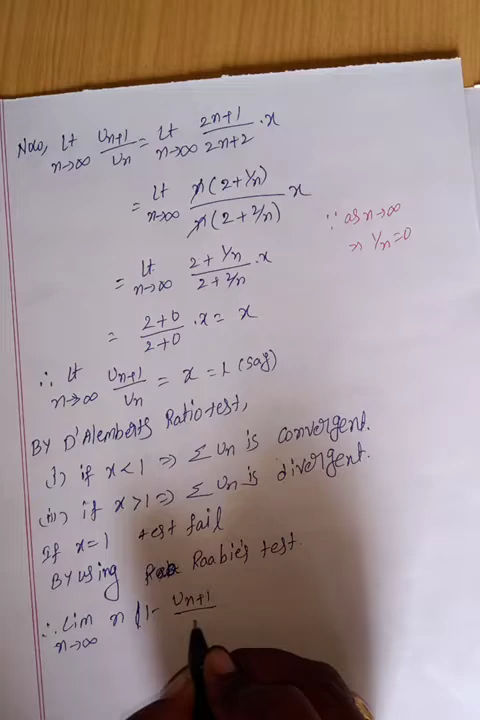 Now, Lt n→∞ Un+1/Un = Lt n→∞ 2n+1/2n+2 . x
= Lt n→∞ n(2+1/n)/n(2+2/n) x
∵ as n→∞
⇒ 1/n=0
= Lt n→∞ 2+1/n/2+2/n . x
= 2+0/2+0 . x = x
∴ Lt n→∞ Un+1/Un = x = l (say)
BY D'Alemberts Ratio test,
(i) if x<1 ⇒ Σ Un is convergent.
(ii) if x>1 ⇒ Σ Un is divergent.
If x=1 test fail
BY using Raabie's test.
∴ Lim n→∞ n (1- Un+1/